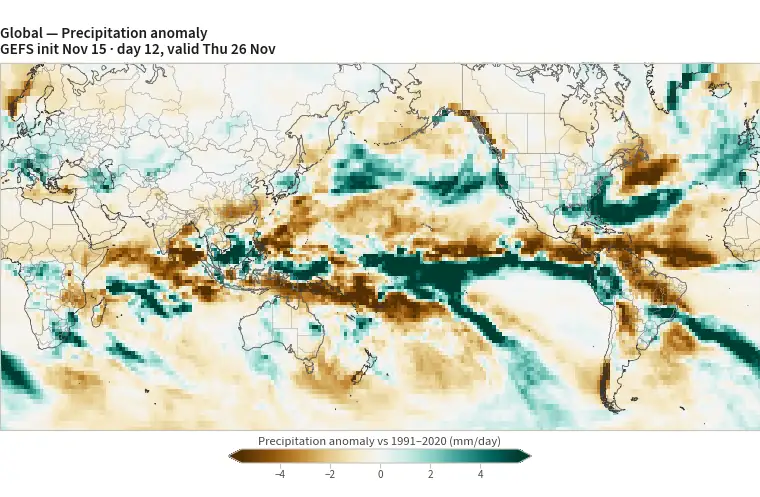 Global — Precipitation anomaly
GEFS init Nov 15 · day 12, valid Thu 26 Nov
Precipitation anomaly vs 1991–2020 (mm/day)
−4 −2 0 2 4